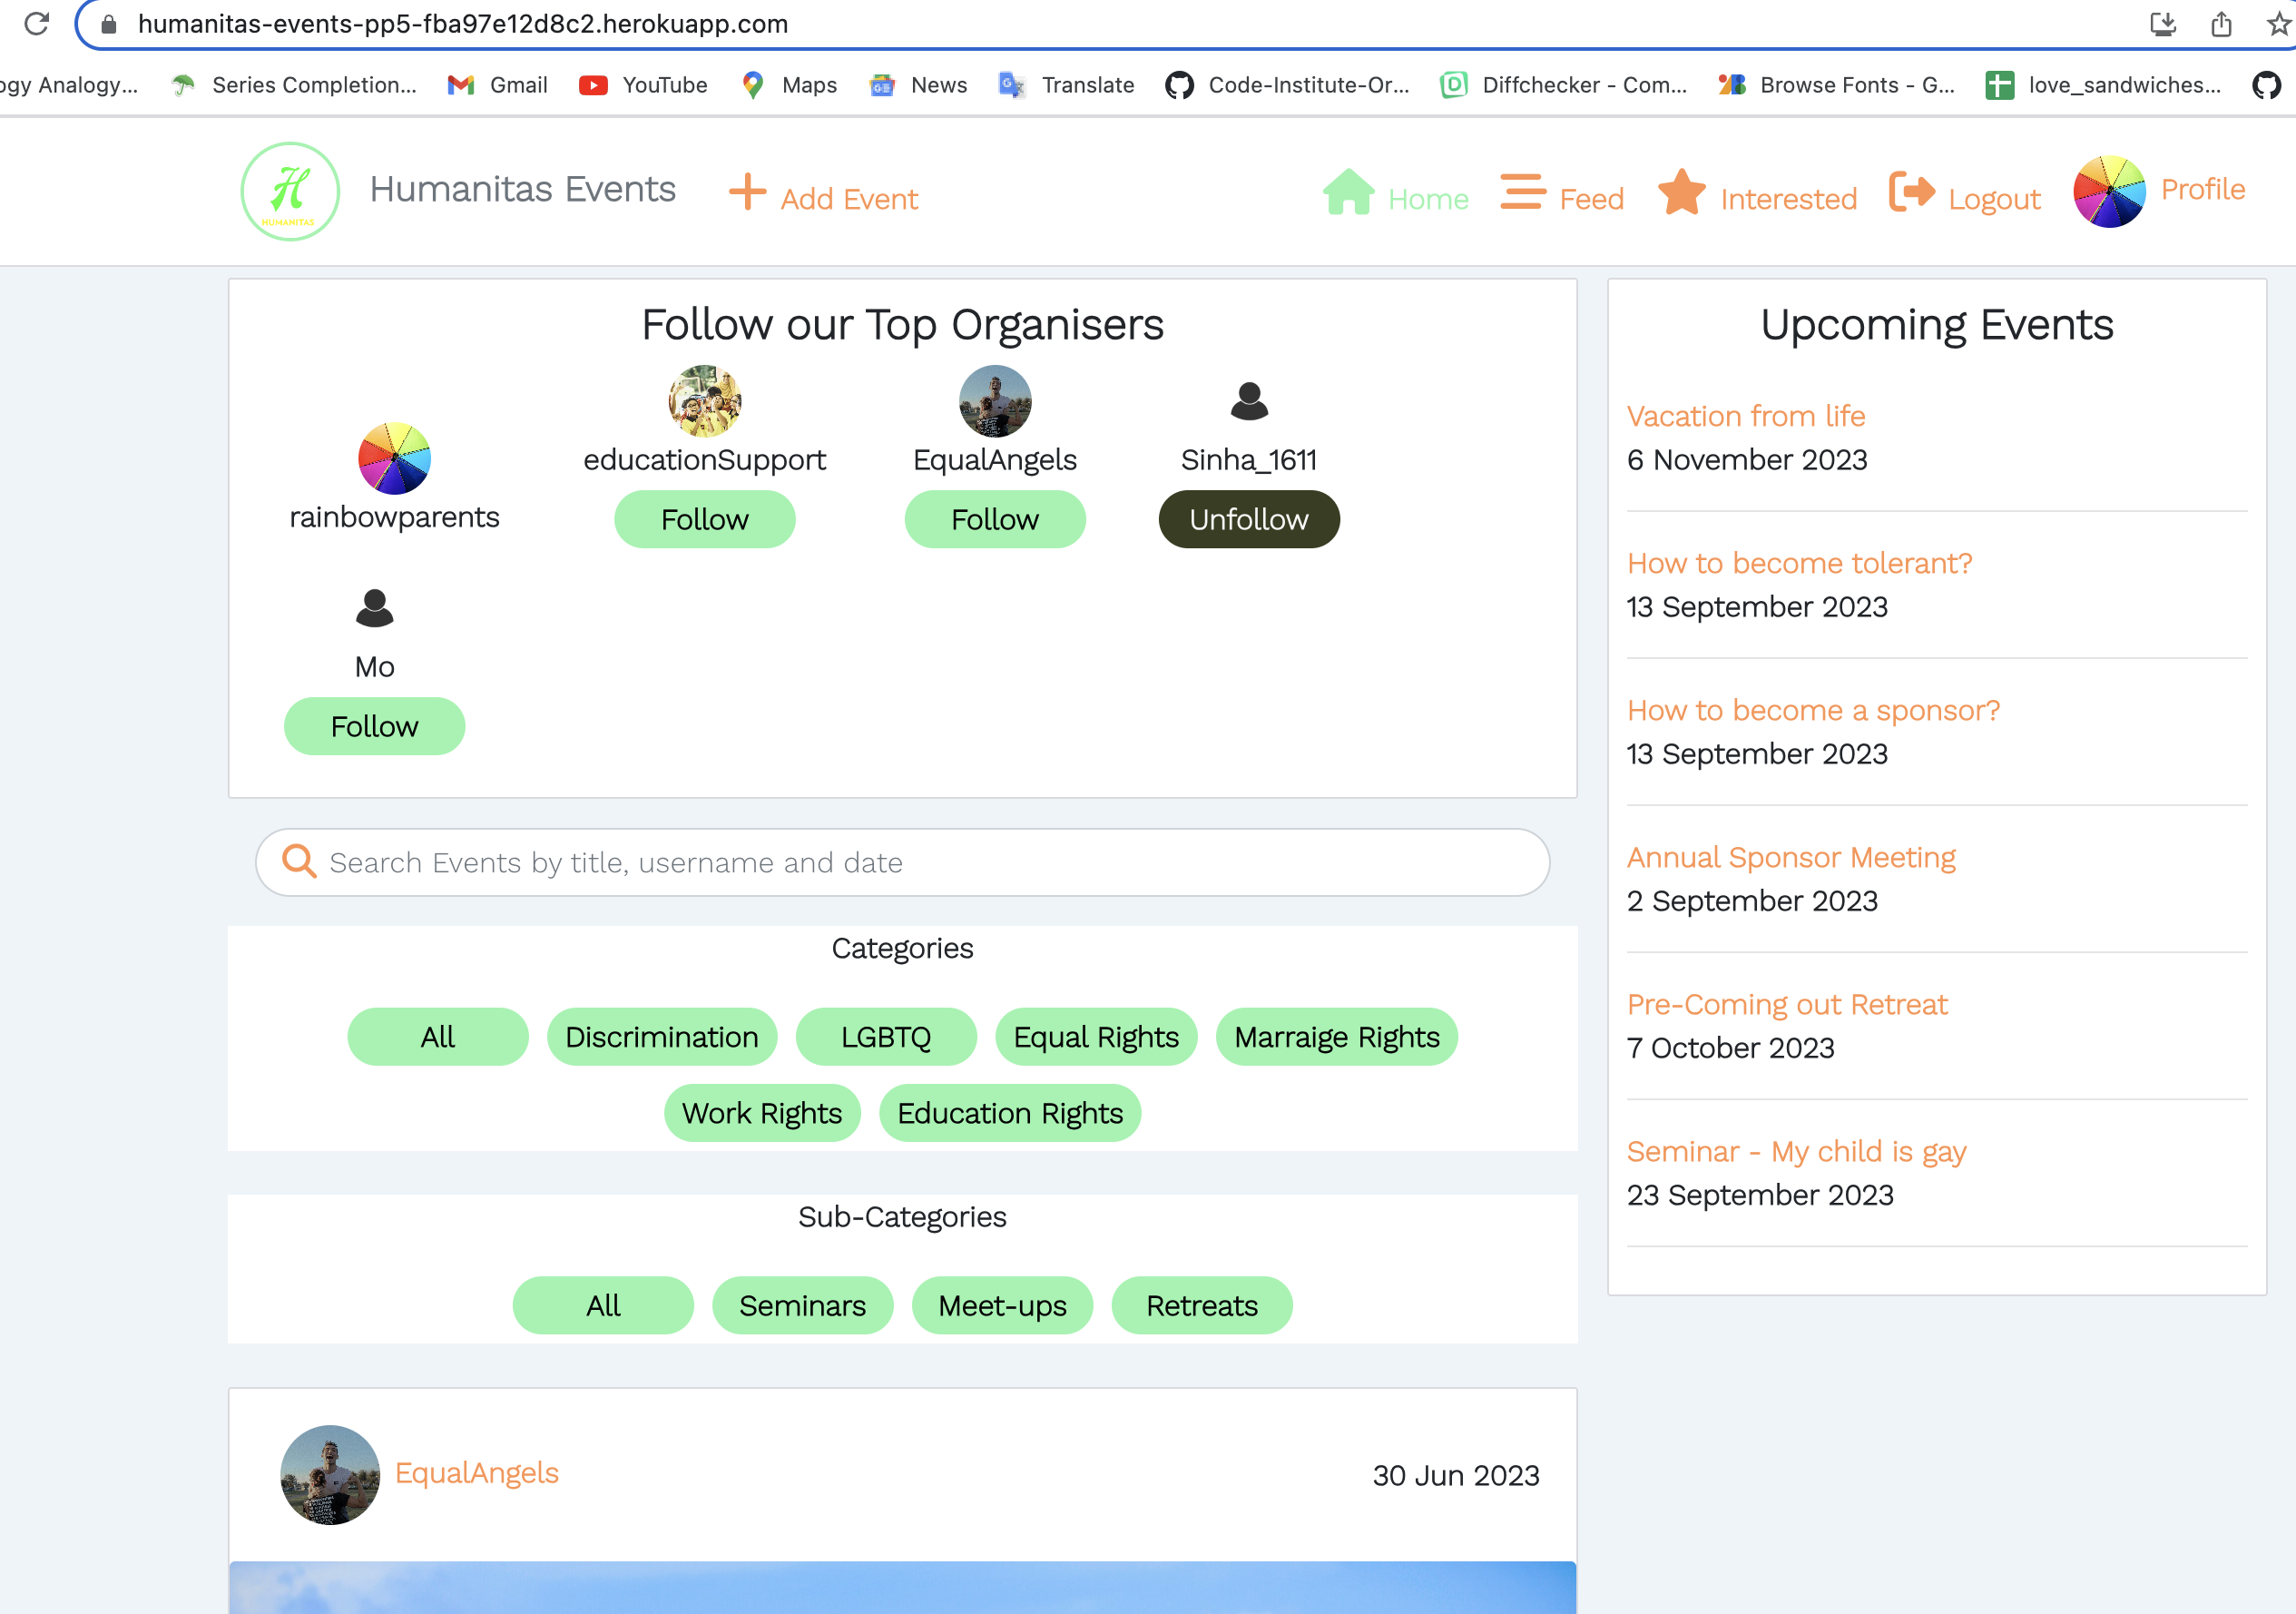 humanitas-events-pp5-fba97e12d8c2.herokuapp.com
ogy Analogy... Series Completion... Gmail YouTube Maps News Translate Code-Institute-Or... Diffchecker - Com... Browse Fonts - G... love_sandwiches...
H
HUMANITAS
Humanitas Events
Add Event
Home
Feed
Interested
Logout
Profile
Follow our Top Organisers
rainbowparents
educationSupport
Follow
EqualAngels
Follow
Sinha_1611
Unfollow
Mo
Follow
Search Events by title, username and date
Categories
All Discrimination LGBTQ Equal Rights Marraige Rights
Work Rights Education Rights
Sub-Categories
All Seminars Meet-ups Retreats
EqualAngels
30 Jun 2023
Upcoming Events
Vacation from life
6 November 2023
How to become tolerant?
13 September 2023
How to become a sponsor?
13 September 2023
Annual Sponsor Meeting
2 September 2023
Pre-Coming out Retreat
7 October 2023
Seminar - My child is gay
23 September 2023